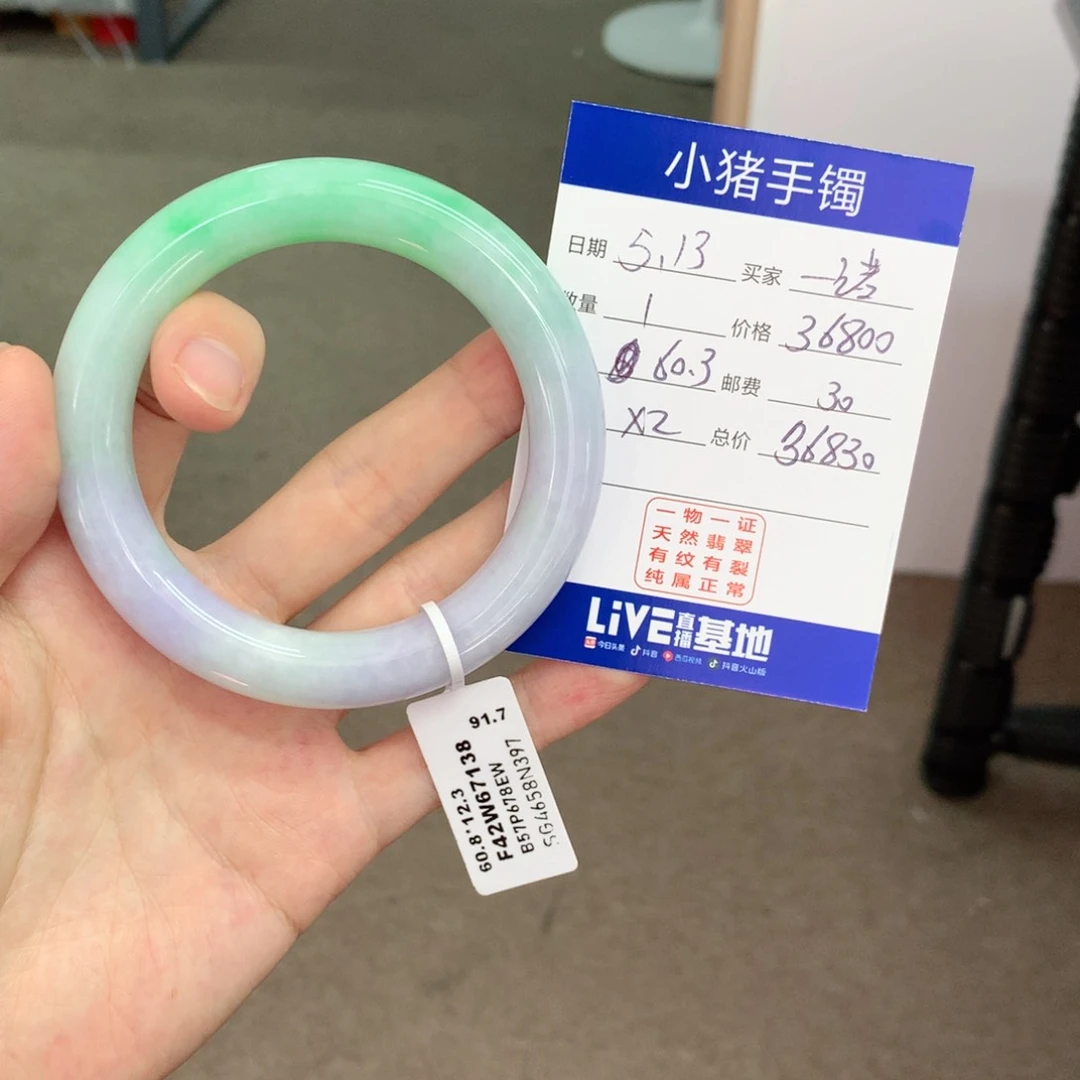 小猪手镯
日期 5.13 买家
数量 1 价格 36800
60.3 邮费 30
X2 总价 36830
一物一证
天然翡翠
有纹有裂
纯属正常
LiVE直播基地
今日头条 抖音 西瓜视频 抖音火山版
91.7
60.8*12.3
F42W67138
B57P678EW
SG4658N397